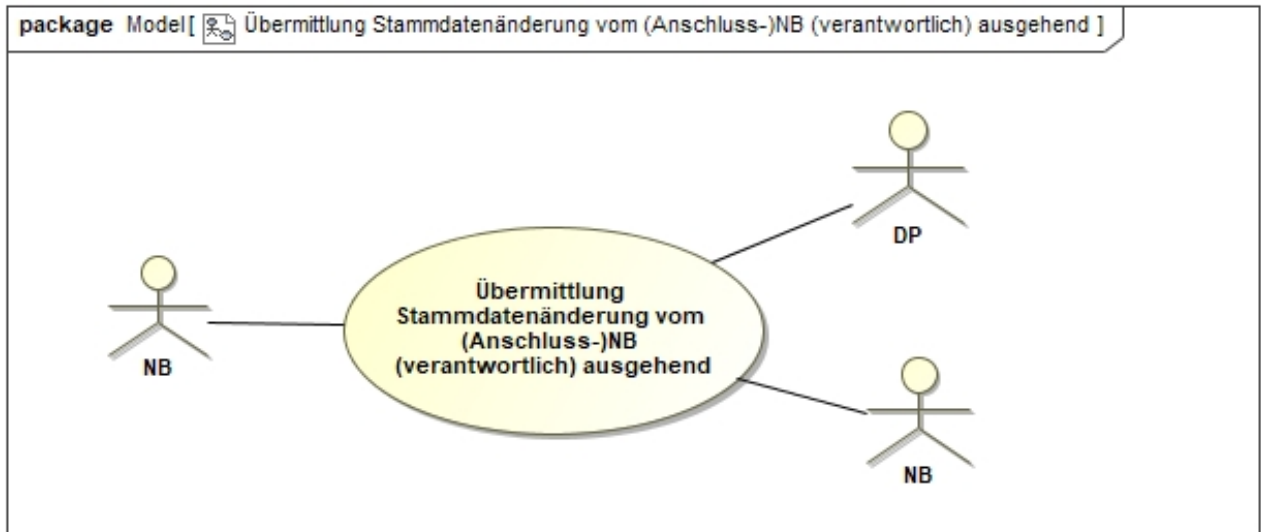 package Model [ Übermittlung Stammdatenänderung vom (Anschluss-)NB (verantwortlich) ausgehend ]
DP
NB
Übermittlung
Stammdatenänderung vom
(Anschluss-)NB
(verantwortlich) ausgehend
NB